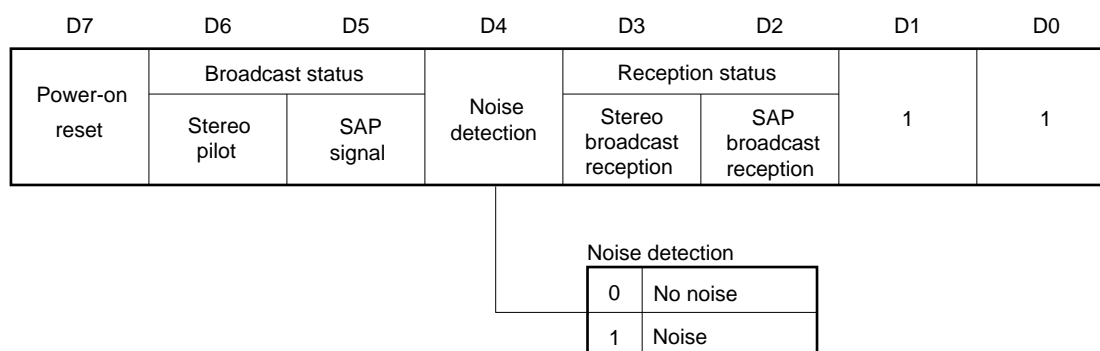 D7 D6 D5 D4 D3 D2 D1 D0
Power-on
reset
Broadcast status
Stereo
pilot
SAP
signal
Noise
detection
Reception status
Stereo
broadcast
reception
SAP
broadcast
reception
1
1
Noise detection
0 No noise
1 Noise